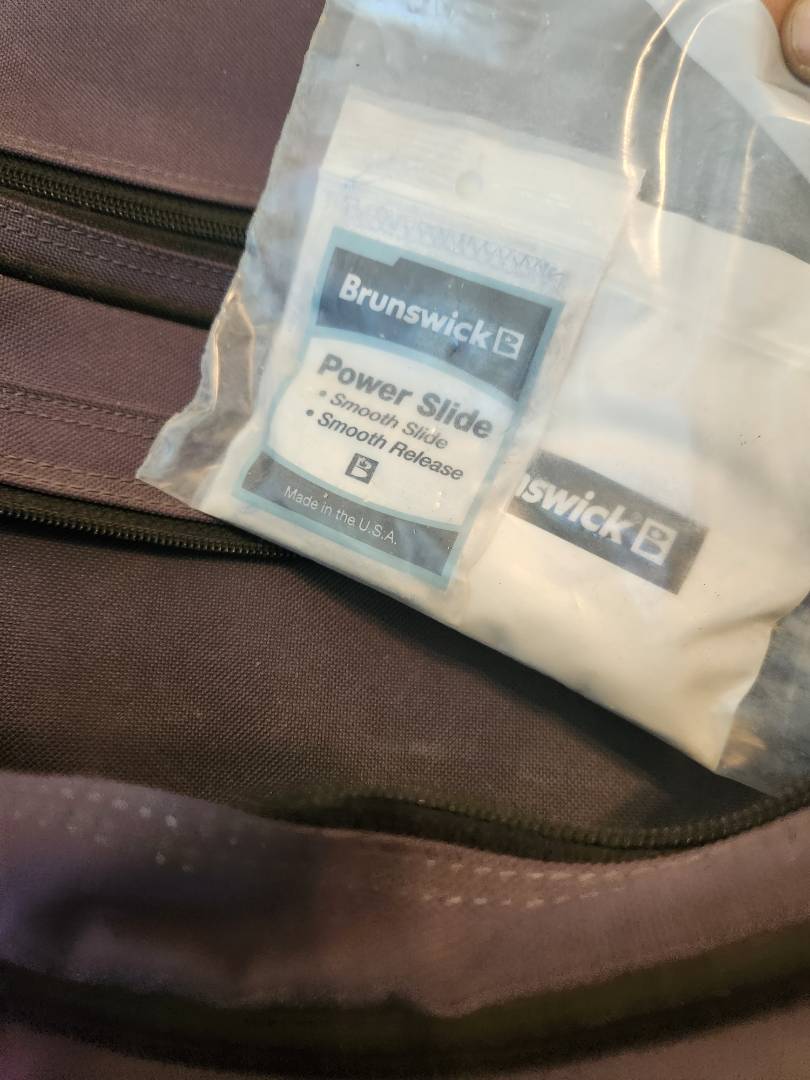 Brunswick B
Power Slide
• Smooth Slide
• Smooth Release
B
Made in the U.S.A.
nswick B